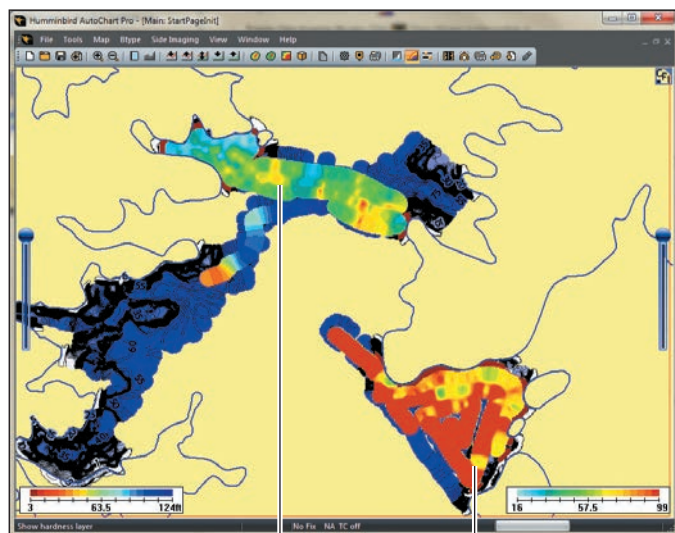 Humminbird AutoChart Pro - [Main: StartPageInit]
File Tools Map Btype Side Imaging View Window Help
3 63.5 124ft
16 57.5 99
Show hardness layer
No Fix NA TC off